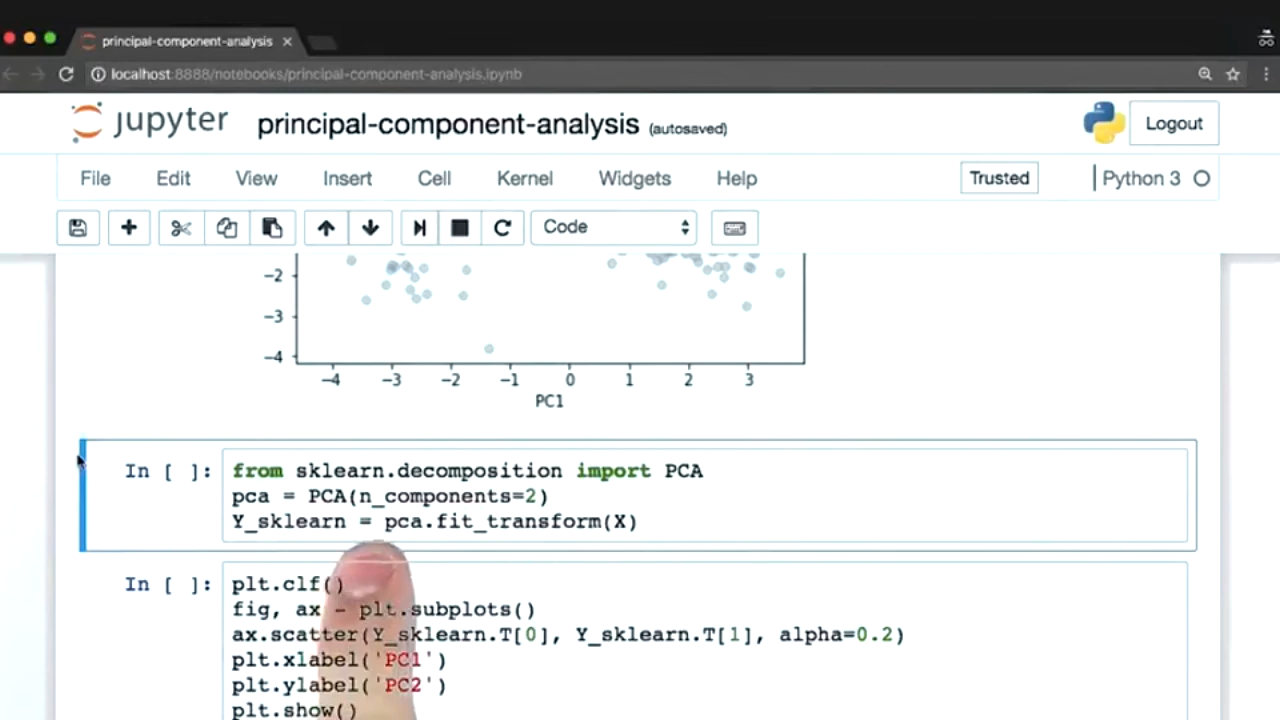 principal-component-analysis
localhost:8888/notebooks/principal-component-analysis.ipynb
jupyter principal-component-analysis (autosaved) Logout
File Edit View Insert Cell Kernel Widgets Help Trusted Python 3
Code
−2
−3
−4
−4 −3 −2 −1 0 1 2 3
PC1
In [ ]: from sklearn.decomposition import PCA
pca = PCA(n_components=2)
Y_sklearn = pca.fit_transform(X)
In [ ]: plt.clf()
fig, ax = plt.subplots()
ax.scatter(Y_sklearn.T[0], Y_sklearn.T[1], alpha=0.2)
plt.xlabel('PC1')
plt.ylabel('PC2')
plt.show()